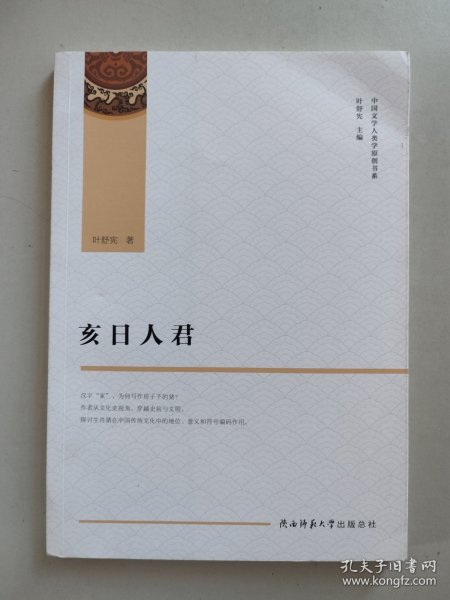 中国文学人类学原创书系
叶舒宪 主编
叶舒宪 著
亥日人君
汉字“家”，为何写作房子下的猪？
作者从文化史视角，穿越史前与文明，
探讨生肖猪在中国传统文化中的地位、意义和符号编码作用。
陕西师范大学出版总社
孔夫子旧书网
www.kongfz.com